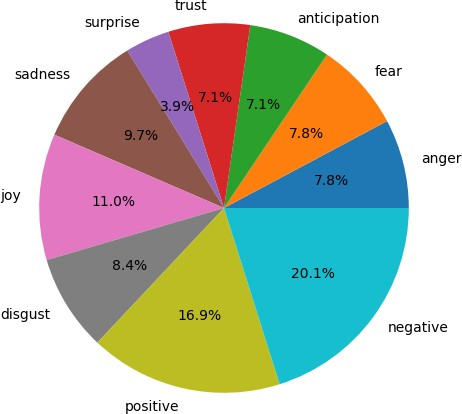 trust
anticipation
surprise
fear
sadness
7.1%
7.1%
3.9%
7.8%
9.7%
anger
7.8%
joy
11.0%
8.4%
20.1%
disgust
16.9%
negative
positive